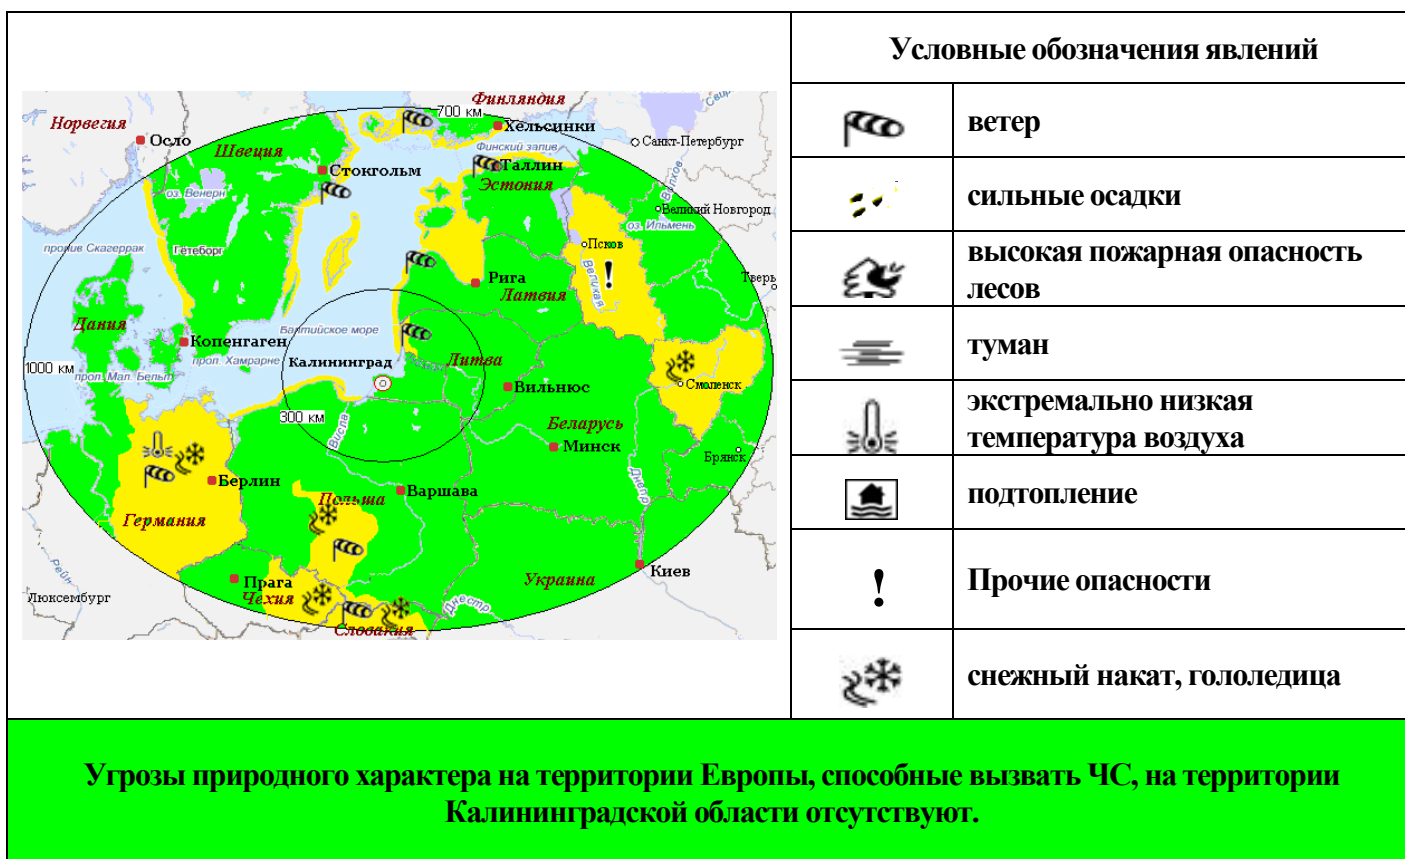 Условные обозначения явлений
ветер
сильные осадки
высокая пожарная опасность
лесов
туман
экстремально низкая
температура воздуха
подтопление
!
Прочие опасности
снежный накат, гололедица
Финляндия
700 км
Норвегия
Осло
Хельсинки
Санкт-Петербург
Швеция
Финский залив
Стокгольм
Таллин
Эстония
Волхов
оз. Венерн
Великий Новгород
оз. Ильмень
пролив Скагеррак
Гётеборг
Псков
Великая
!
Рига
Тверь
Латвия
Дания
Балтийское море
Копенгаген
Калининград
Литва
1000 км
прол. Хамрарне
прол. Мал. Бельт
Смоленск
Вильнюс
300 км
Висла
Беларусь
Минск
Брянск
Берлин
Днепр
Польша
Варшава
Германия
Рейн
Прага
Украина
Киев
Люксембург
Чехия
Днестр
Словакия
Угрозы природного характера на территории Европы, способные вызвать ЧС, на территории
Калининградской области отсутствуют.